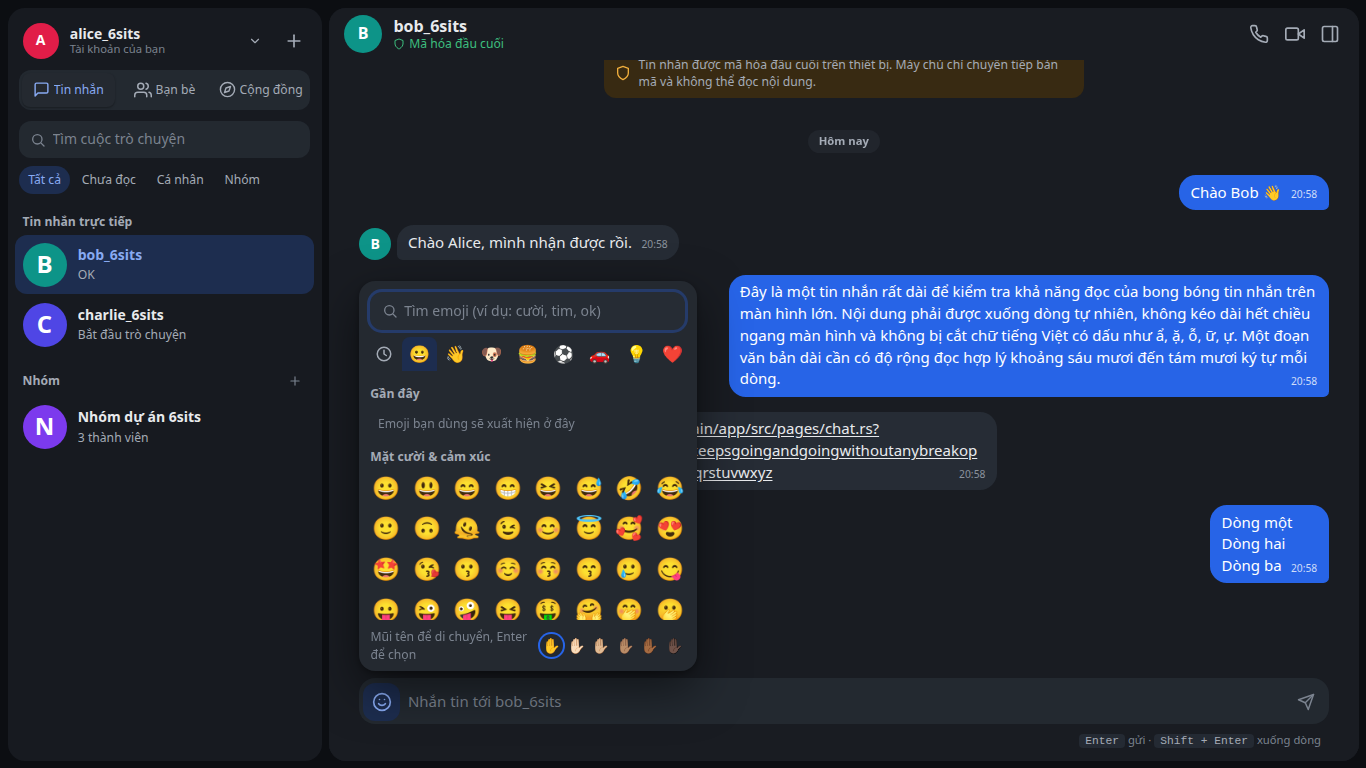 A
alice_6sits
Tài khoản của bạn
Tin nhắn
Bạn bè
Cộng đồng
Tìm cuộc trò chuyện
Tất cả
Chưa đọc
Cá nhân
Nhóm
Tin nhắn trực tiếp
B
bob_6sits
OK
C
charlie_6sits
Bắt đầu trò chuyện
Nhóm
N
Nhóm dự án 6sits
3 thành viên
B
bob_6sits
Mã hóa đầu cuối
Tin nhắn được mã hóa đầu cuối trên thiết bị. Máy chủ chỉ chuyển tiếp bản
mã và không thể đọc nội dung.
Hôm nay
Chào Bob 👋 20:58
B
Chào Alice, mình nhận được rồi. 20:58
Đây là một tin nhắn rất dài để kiểm tra khả năng đọc của bong bóng tin nhắn trên
màn hình lớn. Nội dung phải được xuống dòng tự nhiên, không kéo dài hết chiều
ngang màn hình và không bị cắt chữ tiếng Việt có dấu như ẩ, ặ, ỗ, ữ, ự. Một đoạn
văn bản dài cần có độ rộng đọc hợp lý khoảng sáu mươi đến tám mươi ký tự mỗi
dòng. 20:58
ain/app/src/pages/chat.rs?
keepsgoingandgoingwithoutanybreakop
qrstuvwxyz 20:58
Dòng một
Dòng hai
Dòng ba 20:58
Tìm emoji (ví dụ: cười, tim, ok)
Gần đây
Emoji bạn dùng sẽ xuất hiện ở đây
Mặt cười & cảm xúc
Mũi tên để di chuyển, Enter
để chọn
Nhắn tin tới bob_6sits
Enter gửi · Shift + Enter xuống dòng